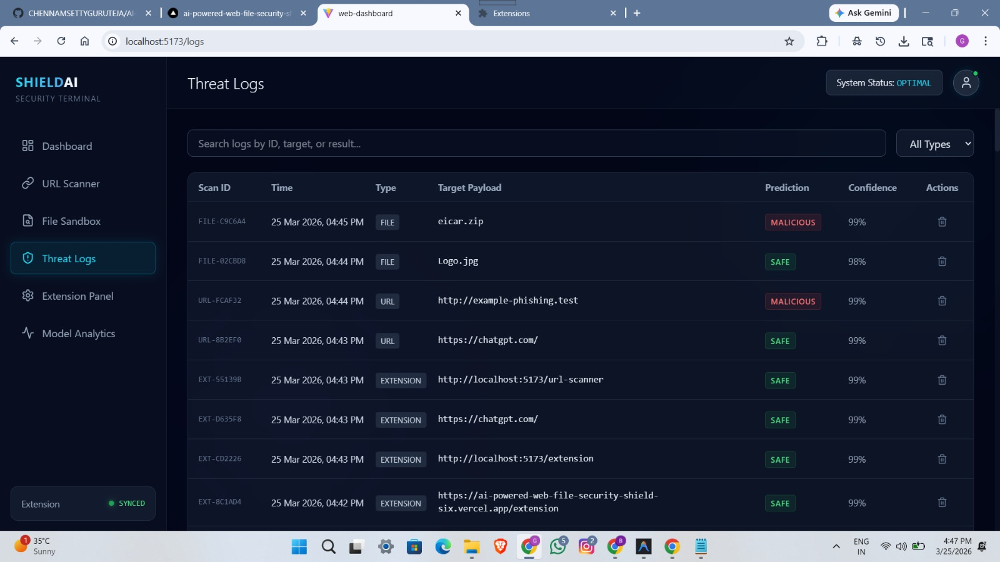 CHENNAMSETTYGURUTEJA/AI-
ai-powered-web-file-security-sl
web-dashboard
Extensions
Ask Gemini
localhost:5173/logs
G
SHIELDAI
SECURITY TERMINAL
Dashboard
URL Scanner
File Sandbox
Threat Logs
Extension Panel
Model Analytics
Extension
SYNCED
Threat Logs
System Status: OPTIMAL
Search logs by ID, target, or result...
All Types
Scan ID Time Type Target Payload Prediction Confidence Actions
FILE-C9C6A4 25 Mar 2026, 04:45 PM FILE eicar.zip MALICIOUS 99%
FILE-02CBD8 25 Mar 2026, 04:44 PM FILE Logo.jpg SAFE 98%
URL-FCAF32 25 Mar 2026, 04:44 PM URL http://example-phishing.test MALICIOUS 99%
URL-8B2EF0 25 Mar 2026, 04:43 PM URL https://chatgpt.com/ SAFE 99%
EXT-55139B 25 Mar 2026, 04:43 PM EXTENSION http://localhost:5173/url-scanner SAFE 99%
EXT-D635F8 25 Mar 2026, 04:43 PM EXTENSION https://chatgpt.com/ SAFE 99%
EXT-CD2226 25 Mar 2026, 04:43 PM EXTENSION http://localhost:5173/extension SAFE 99%
EXT-8C1AD4 25 Mar 2026, 04:42 PM EXTENSION https://ai-powered-web-file-security-shield-
six.vercel.app/extension SAFE 99%
1
35°C
Sunny
G
5
2
B
ENG
IN
4:47 PM
3/25/2026